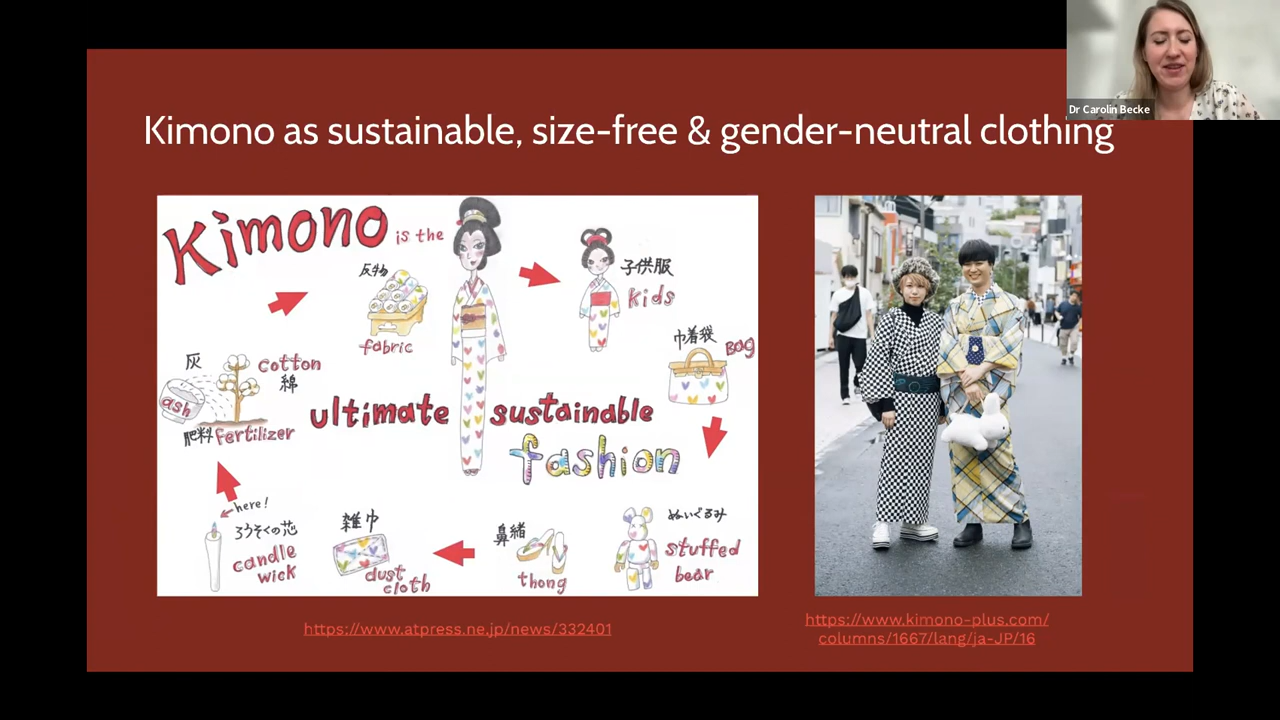 Dr Carolin Becke
Kimono as sustainable, size-free & gender-neutral clothing
Kimono is the
反物
fabric
子供服
kids
巾着袋
Bag
灰
ash
cotton
綿
肥料 fertilizer
ultimate sustainable
fashion
here!
ろうそくの芯
candle
wick
雑巾
dust
cloth
鼻緒
thong
ぬいぐるみ
stuffed
bear
https://www.atpress.ne.jp/news/332401
https://www.kimono-plus.com/
columns/1667/lang/ja-JP/16